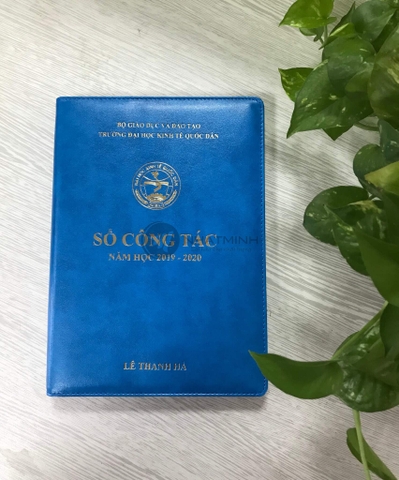 BỘ GIÁO DỤC VÀ ĐÀO TẠO
TRƯỜNG ĐẠI HỌC KINH TẾ QUỐC DÂN
SỔ CÔNG TÁC
NĂM HỌC 2019 - 2020
LÊ THANH HÀ